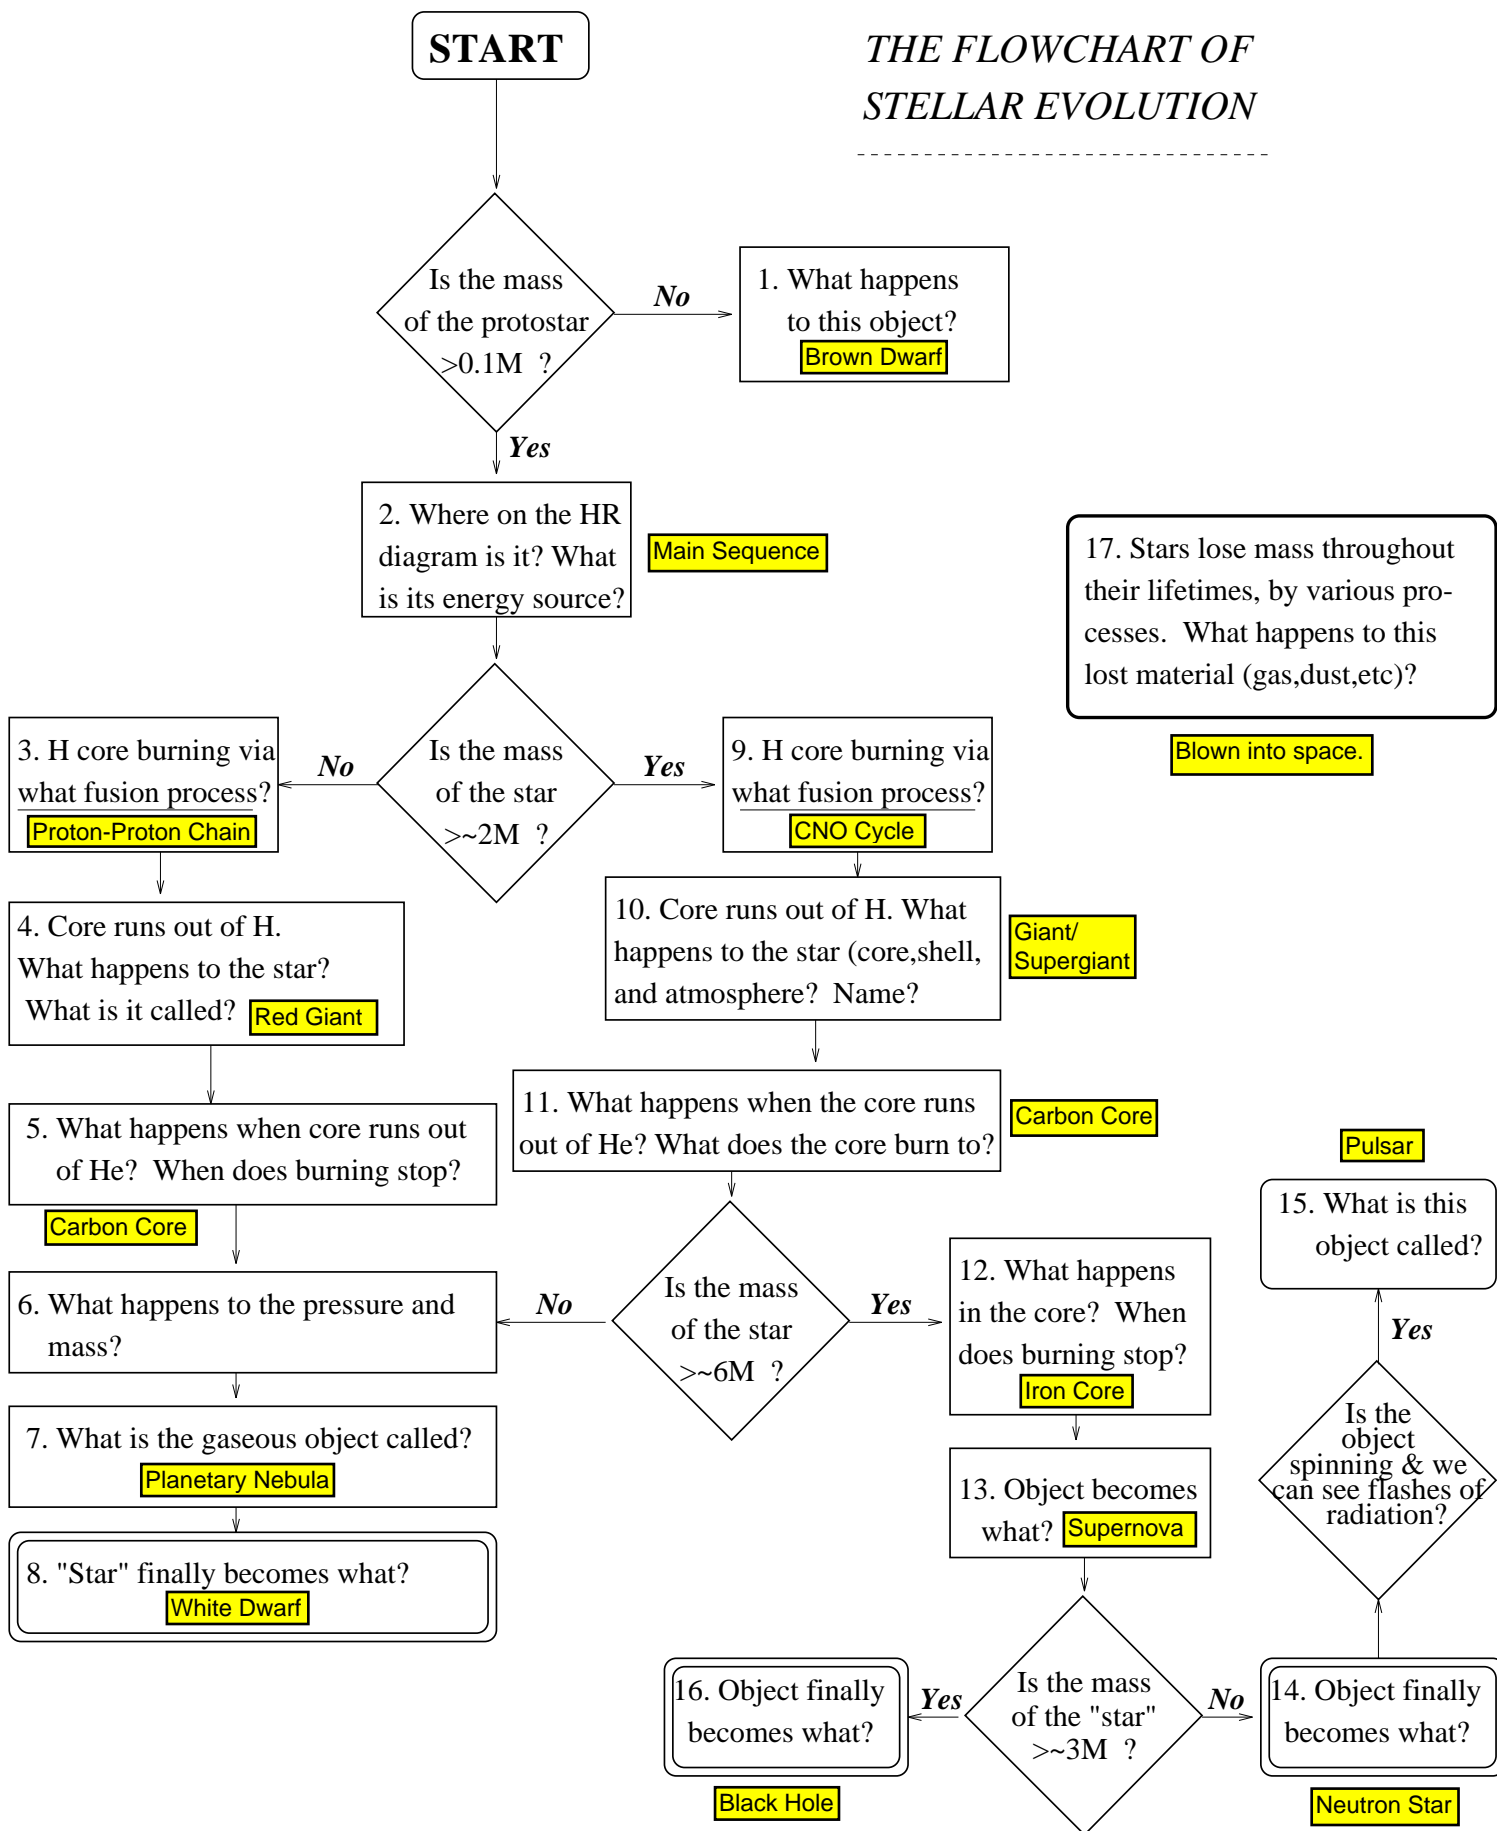 START
THE FLOWCHART OF
STELLAR EVOLUTION
Is the mass
of the protostar
>0.1M ?
No
1. What happens
to this object?
Brown Dwarf
Yes
2. Where on the HR
diagram is it? What
is its energy source?
Main Sequence
17. Stars lose mass throughout
their lifetimes, by various pro-
cesses. What happens to this
lost material (gas,dust,etc)?
Blown into space.
3. H core burning via
what fusion process?
Proton-Proton Chain
No
Is the mass
of the star
>~2M ?
Yes
9. H core burning via
what fusion process?
CNO Cycle
4. Core runs out of H.
What happens to the star?
What is it called?
Red Giant
10. Core runs out of H. What
happens to the star (core,shell,
and atmosphere? Name?
Giant/
Supergiant
5. What happens when core runs out
of He? When does burning stop?
Carbon Core
11. What happens when the core runs
out of He? What does the core burn to?
Carbon Core
Pulsar
15. What is this
object called?
6. What happens to the pressure and
mass?
No
Is the mass
of the star
>~6M ?
Yes
12. What happens
in the core? When
does burning stop?
Iron Core
Yes
7. What is the gaseous object called?
Planetary Nebula
Is the
object
spinning & we
can see flashes of
radiation?
13. Object becomes
what?
Supernova
8. "Star" finally becomes what?
White Dwarf
16. Object finally
becomes what?
Black Hole
Yes
Is the mass
of the "star"
>~3M ?
No
14. Object finally
becomes what?
Neutron Star